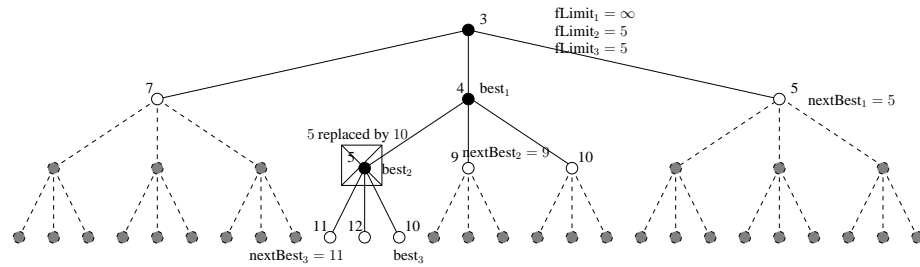 3
fLimit₁ = ∞
fLimit₂ = 5
fLimit₃ = 5
7
4
best₁
5
nextBest₁ = 5
5 replaced by 10
5
best₂
9
nextBest₂ = 9
10
11
12
10
nextBest₃ = 11
best₃